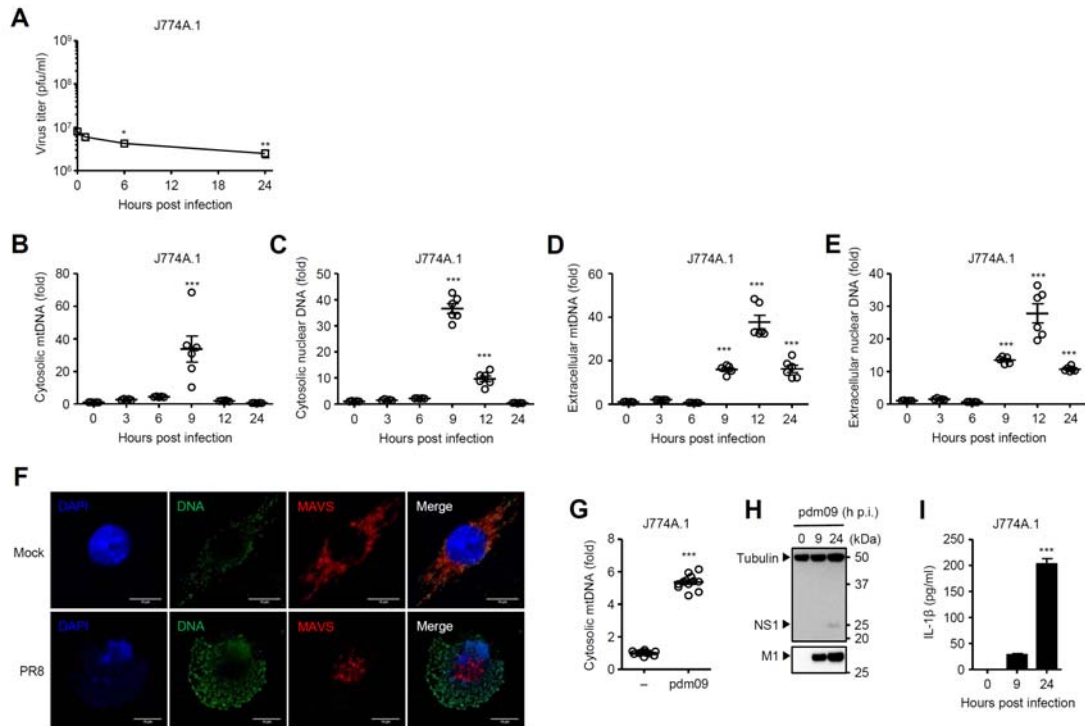 A
J774A.1
Virus titer (pfu/ml)
10⁹
10⁸
10⁷
10⁶
*
**
0 6 12 18 24
Hours post infection
B
J774A.1
Cytosolic mtDNA (fold)
80
60
40
20
0
***
0 3 6 9 12 24
Hours post infection
C
J774A.1
Cytosolic nuclear DNA (fold)
50
40
30
20
10
0
***
***
0 3 6 9 12 24
Hours post infection
D
J774A.1
Extracellular mtDNA (fold)
60
40
20
0
***
***
***
0 3 6 9 12 24
Hours post infection
E
J774A.1
Extracellular nuclear DNA (fold)
50
40
30
20
10
0
***
***
***
0 3 6 9 12 24
Hours post infection
F
Mock
DAPI DNA MAVS Merge
PR8
DAPI DNA MAVS Merge
G
J774A.1
Cytosolic mtDNA (fold)
8
6
4
2
0
***
– pdm09
H
pdm09 (h p.i.)
0 9 24 (kDa)
Tubulin 50
37
NS1 25
20
M1
25
I
J774A.1
IL-1β (pg/ml)
250
200
150
100
50
0
***
0 9 24
Hours post infection